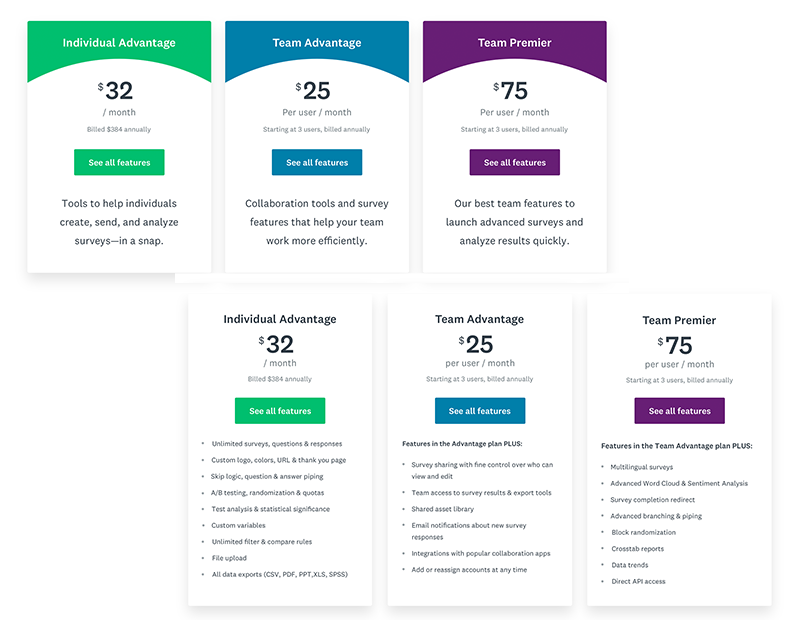 Individual Advantage
$32
/ month
Billed $384 annually
See all features
Tools to help individuals
create, send, and analyze
surveys—in a snap.
Team Advantage
$25
Per user / month
Starting at 3 users, billed annually
See all features
Collaboration tools and survey
features that help your team
work more efficiently.
Team Premier
$75
Per user / month
Starting at 3 users, billed annually
See all features
Our best team features to
launch advanced surveys and
analyze results quickly.
Individual Advantage
$32
/ month
Billed $384 annually
See all features
• Unlimited surveys, questions & responses
• Custom logo, colors, URL & thank you page
• Skip logic, question & answer piping
• A/B testing, randomization & quotas
• Test analysis & statistical significance
• Custom variables
• Unlimited filter & compare rules
• File upload
• All data exports (CSV, PDF, PPT,XLS, SPSS)
Team Advantage
$25
per user / month
Starting at 3 users, billed annually
See all features
Features in the Advantage plan PLUS:
• Survey sharing with fine control over who can
view and edit
• Team access to survey results & export tools
• Shared asset library
• Email notifications about new survey
responses
• Integrations with popular collaboration apps
• Add or reassign accounts at any time
Team Premier
$75
per user / month
Starting at 3 users, billed annually
See all features
Features in the Team Advantage plan PLUS:
• Multilingual surveys
• Advanced Word Cloud & Sentiment Analysis
• Survey completion redirect
• Advanced branching & piping
• Block randomization
• Crosstab reports
• Data trends
• Direct API access